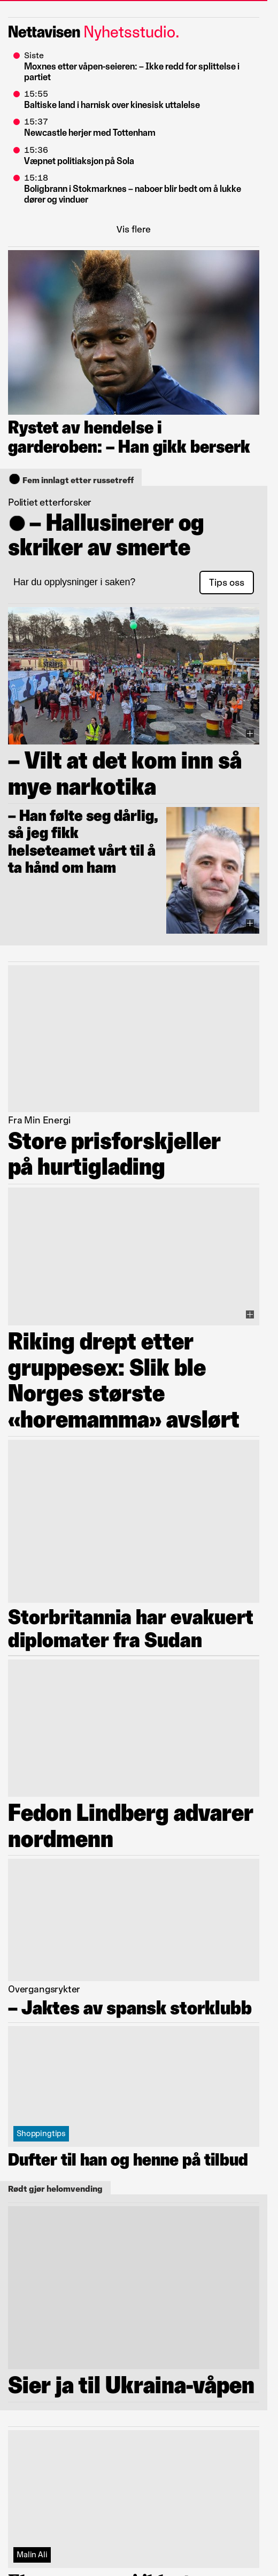 Nettavisen Nyhetsstudio.
Siste
Moxnes etter våpen-seieren: – Ikke redd for splittelse i
partiet
15:55
Baltiske land i harnisk over kinesisk uttalelse
15:37
Newcastle herjer med Tottenham
15:36
Væpnet politiaksjon på Sola
15:18
Boligbrann i Stokmarknes – naboer blir bedt om å lukke
dører og vinduer
Vis flere
Rystet av hendelse i
garderoben: – Han gikk berserk
Fem innlagt etter russetreff
Politiet etterforsker
– Hallusinerer og
skriker av smerte
Har du opplysninger i saken?
Tips oss
– Vilt at det kom inn så
mye narkotika
– Han følte seg dårlig,
så jeg fikk
helseteamet vårt til å
ta hånd om ham
Fra Min Energi
Store prisforskjeller
på hurtiglading
Riking drept etter
gruppesex: Slik ble
Norges største
«horemamma» avslørt
Storbritannia har evakuert
diplomater fra Sudan
Fedon Lindberg advarer
nordmenn
Overgangsrykter
– Jaktes av spansk storklubb
Shoppingtips
Dufter til han og henne på tilbud
Rødt gjør helomvending
Sier ja til Ukraina-våpen
Malin Ali